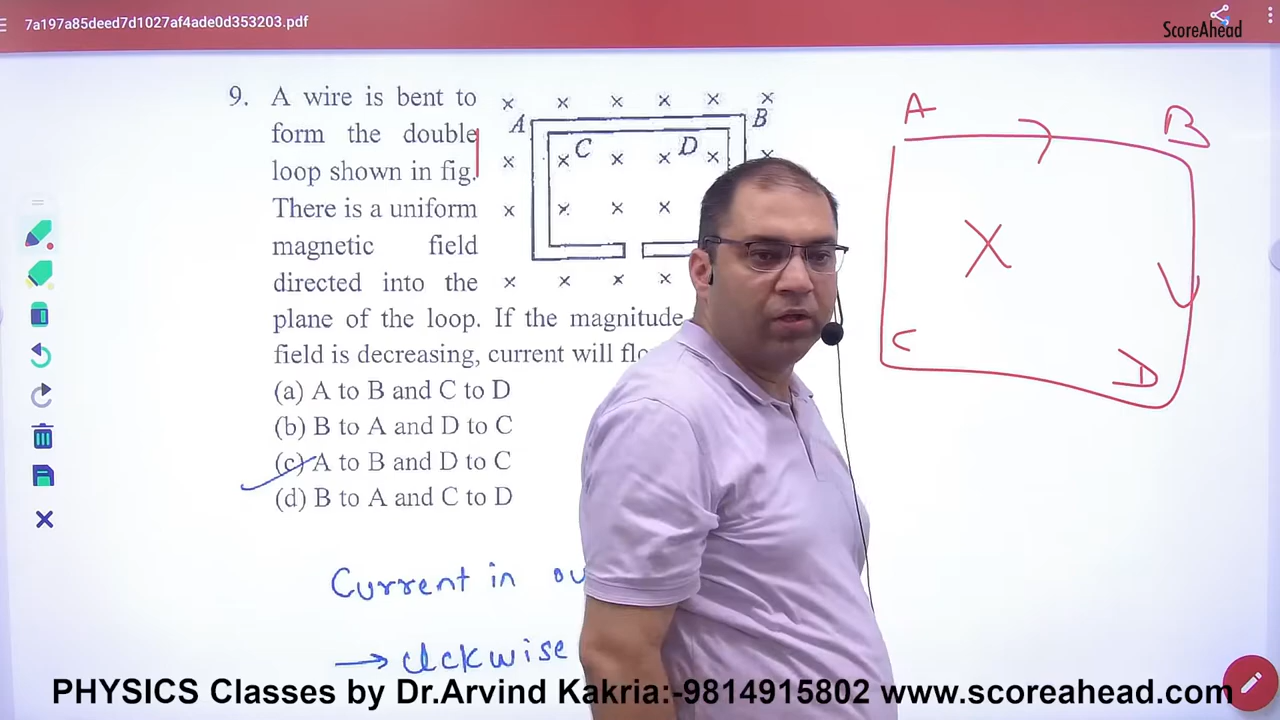 7a197a85deed7d1027af4ade0d353203.pdf
ScoreAhead
9. A wire is bent to
form the double
loop shown in fig.
There is a uniform
magnetic field
directed into the
plane of the loop. If the magnitude
field is decreasing, current will
(a) A to B and C to D
(b) B to A and D to C
(c) A to B and D to C
(d) B to A and C to D
A B
C D
A B
C D
Current in
→ clckwise
PHYSICS Classes by Dr.Arvind Kakria:-9814915802 www.scoreahead.com